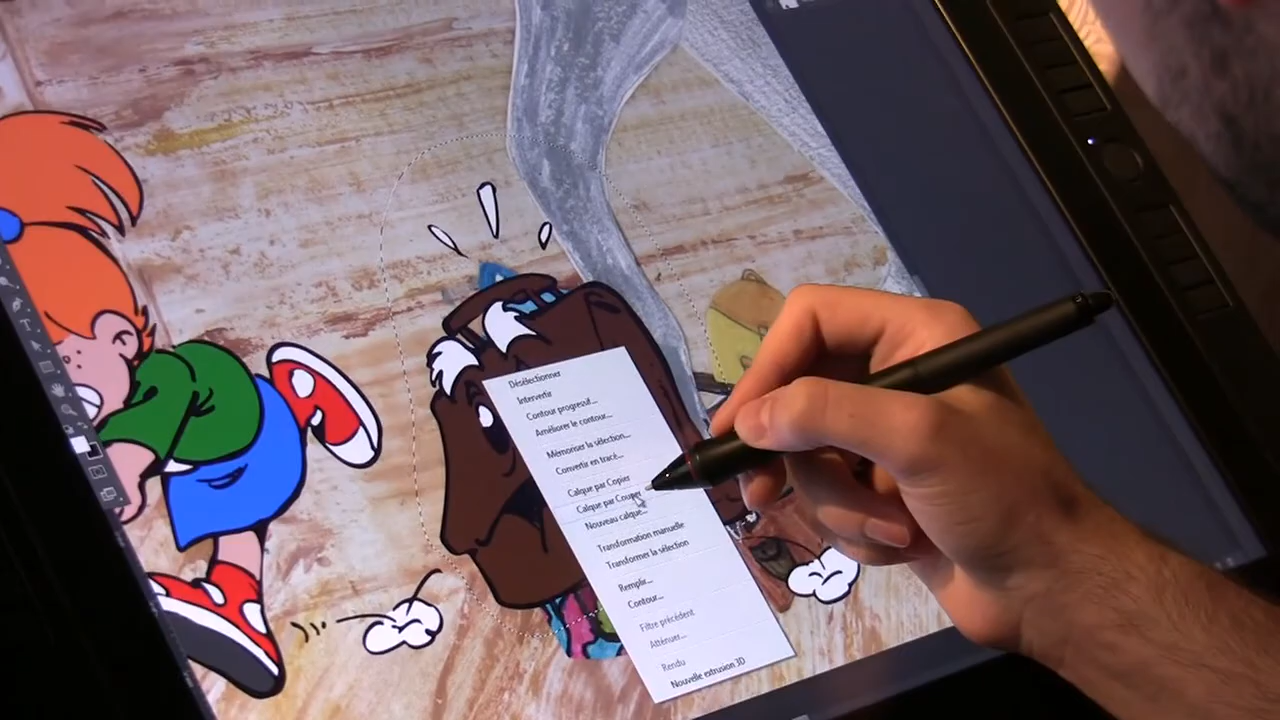 Désélectionner
Intervertir
Contour progressif...
Améliorer le contour...
Mémoriser la sélection...
Convertir en tracé...
Calque par Copier
Calque par Couper
Nouveau calque...
Transformation manuelle
Transformer la sélection
Remplir...
Contour...
Filtre précédent
Atténuer...
Rendu
Nouvelle extrusion 3D